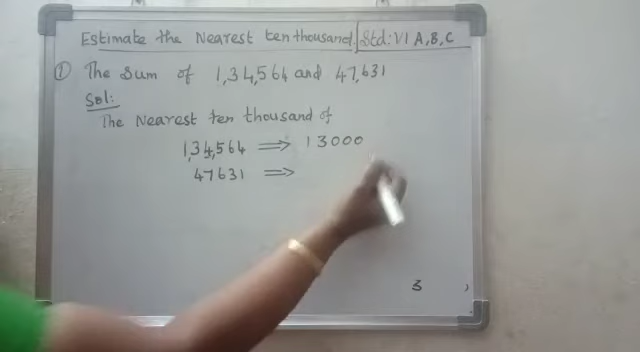 Estimate the Nearest ten thousand. Std: VI A,B,C
① The Sum of 1,34,564 and 47,631
Sol:
The Nearest ten thousand of
1,34,564 ⟹ 13000
47631 ⟹
3 ,